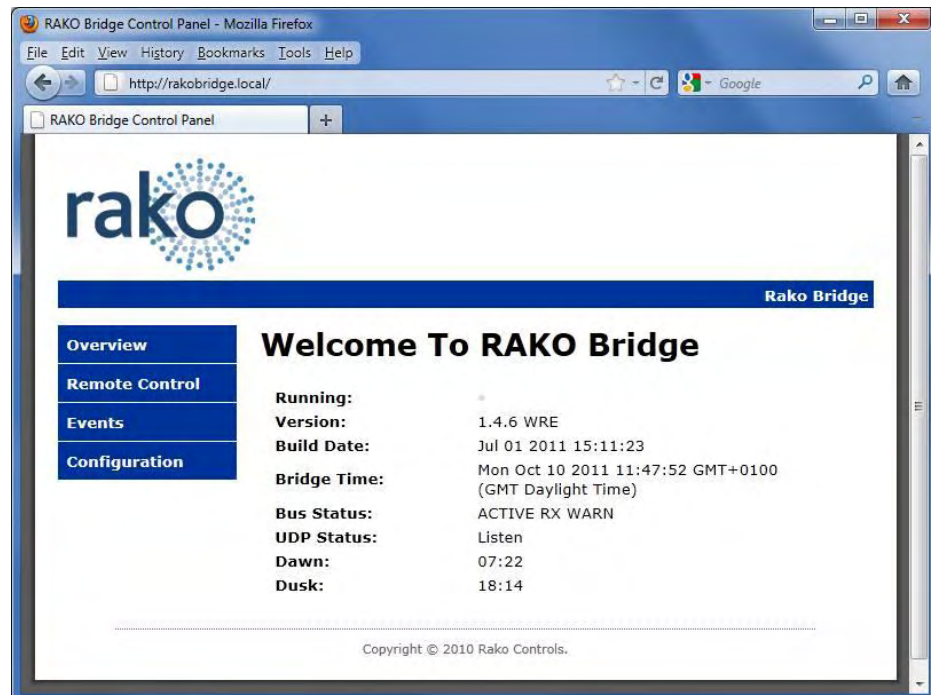 RAKO Bridge Control Panel - Mozilla Firefox
File Edit View History Bookmarks Tools Help
http://rakobridge.local/
Google
RAKO Bridge Control Panel
rako
Rako Bridge
Overview
Remote Control
Events
Configuration
Welcome To RAKO Bridge
Running:
Version: 1.4.6 WRE
Build Date: Jul 01 2011 15:11:23
Bridge Time: Mon Oct 10 2011 11:47:52 GMT+0100
(GMT Daylight Time)
Bus Status: ACTIVE RX WARN
UDP Status: Listen
Dawn: 07:22
Dusk: 18:14
Copyright © 2010 Rako Controls.